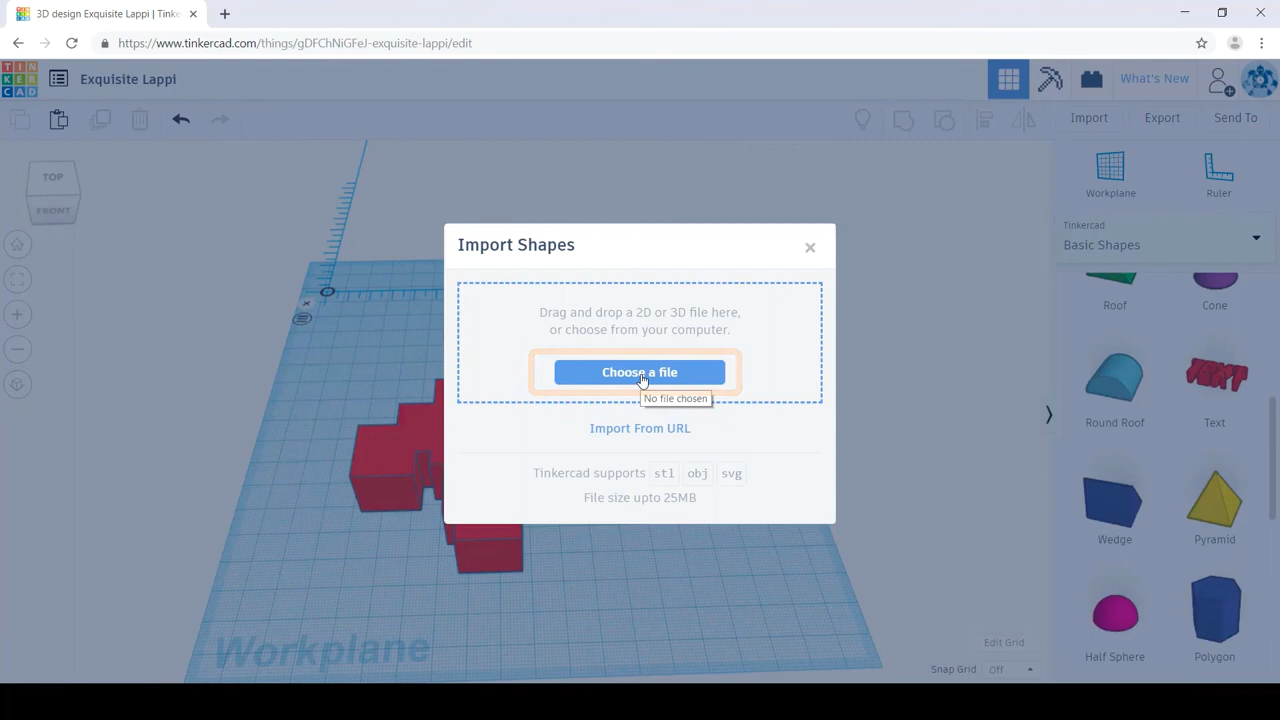 3D design Exquisite Lappi | Tinke
https://www.tinkercad.com/things/gDFChNiGFeJ-exquisite-lappi/edit
TIN
KER
CAD
Exquisite Lappi
What's New
Import
Export
Send To
TOP
FRONT
Workplane
Ruler
Tinkercad
Basic Shapes
Import Shapes
Drag and drop a 2D or 3D file here,
or choose from your computer.
Choose a file
No file chosen
Import From URL
Tinkercad supports stl obj svg
File size upto 25MB
Roof
Cone
Round Roof
TEXT
Text
Wedge
Pyramid
Half Sphere
Polygon
Workplane
Edit Grid
Snap Grid Off